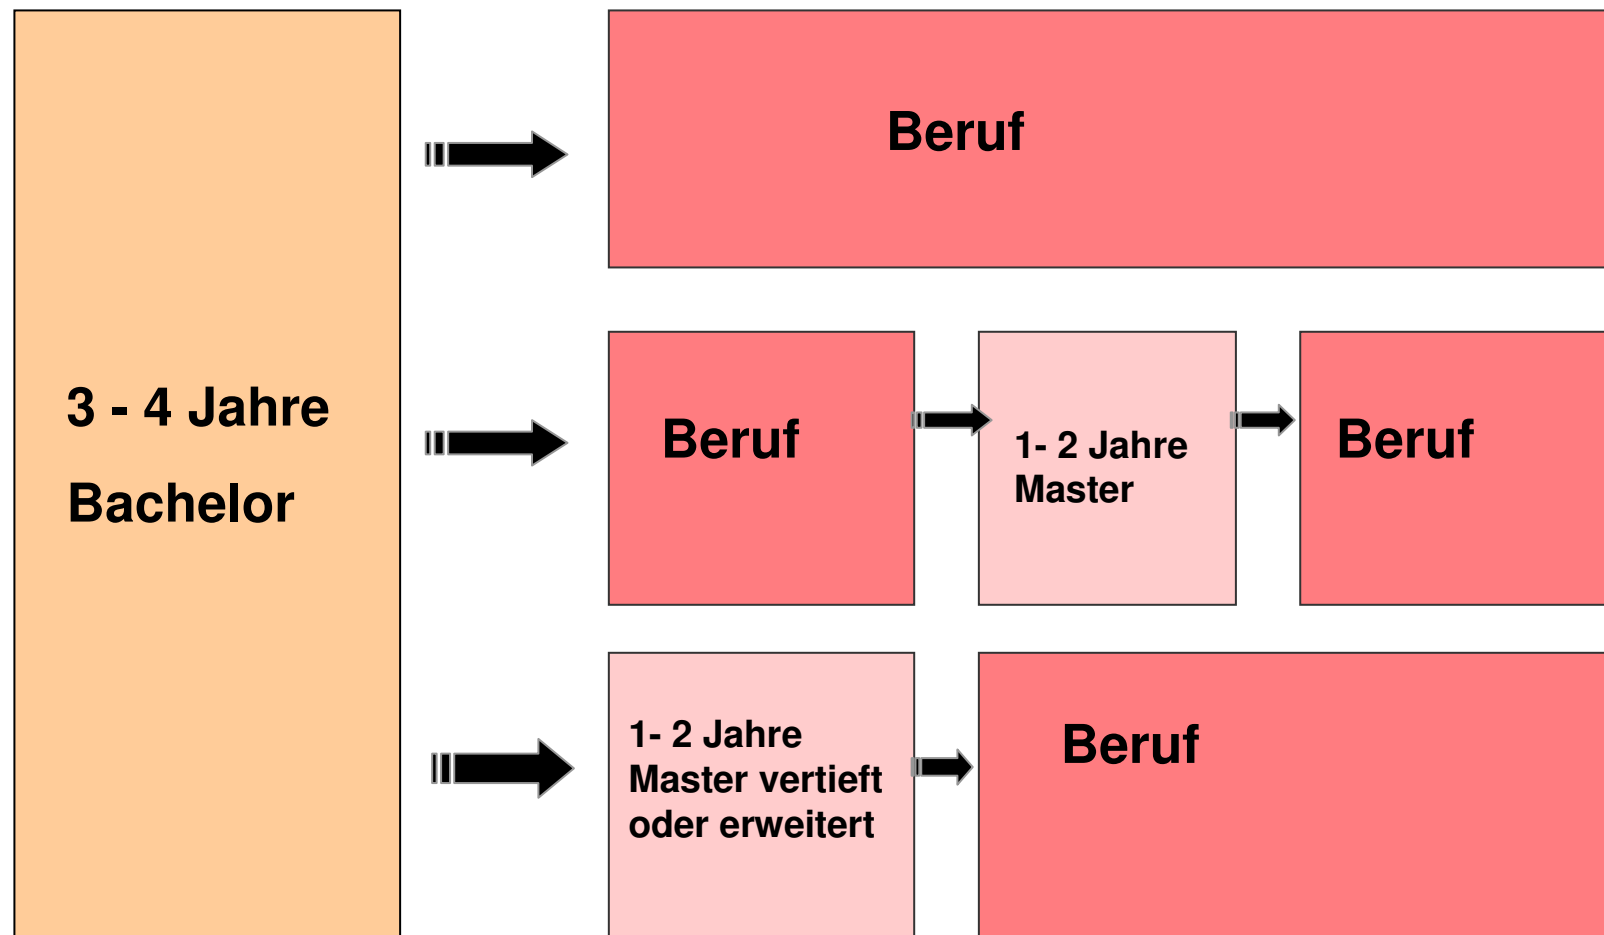 Beruf
3 - 4 Jahre
Bachelor
Beruf
1- 2 Jahre
Master
Beruf
1- 2 Jahre
Master vertieft
oder erweitert
Beruf